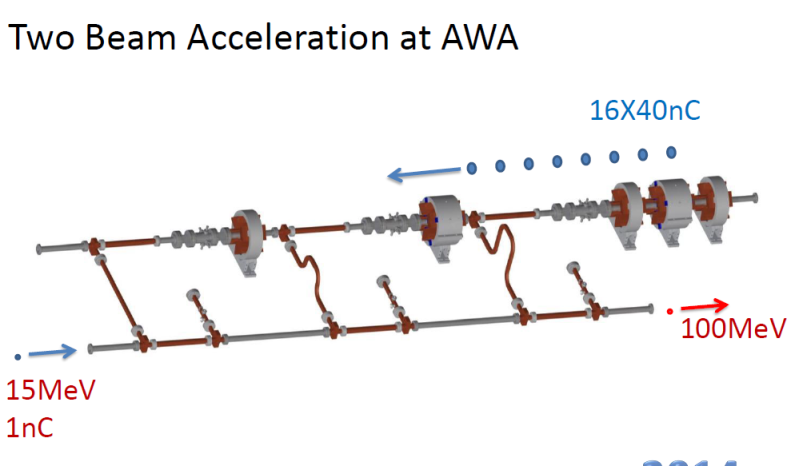 Two Beam Acceleration at AWA
16X40nC
100MeV
15MeV
1nC